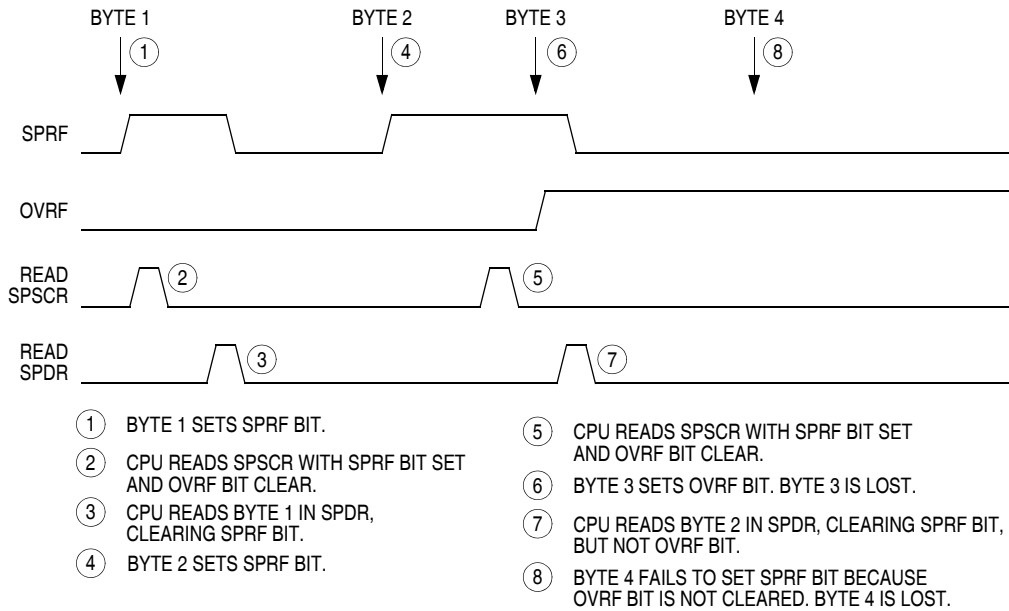 BYTE 1 BYTE 2 BYTE 3 BYTE 4
1 4 6 8
SPRF
OVRF
READ
SPSCR
2 5
READ
SPDR
3 7
1 BYTE 1 SETS SPRF BIT.
2 CPU READS SPSCR WITH SPRF BIT SET
AND OVRF BIT CLEAR.
3 CPU READS BYTE 1 IN SPDR,
CLEARING SPRF BIT.
4 BYTE 2 SETS SPRF BIT.
5 CPU READS SPSCR WITH SPRF BIT SET
AND OVRF BIT CLEAR.
6 BYTE 3 SETS OVRF BIT. BYTE 3 IS LOST.
7 CPU READS BYTE 2 IN SPDR, CLEARING SPRF BIT,
BUT NOT OVRF BIT.
8 BYTE 4 FAILS TO SET SPRF BIT BECAUSE
OVRF BIT IS NOT CLEARED. BYTE 4 IS LOST.